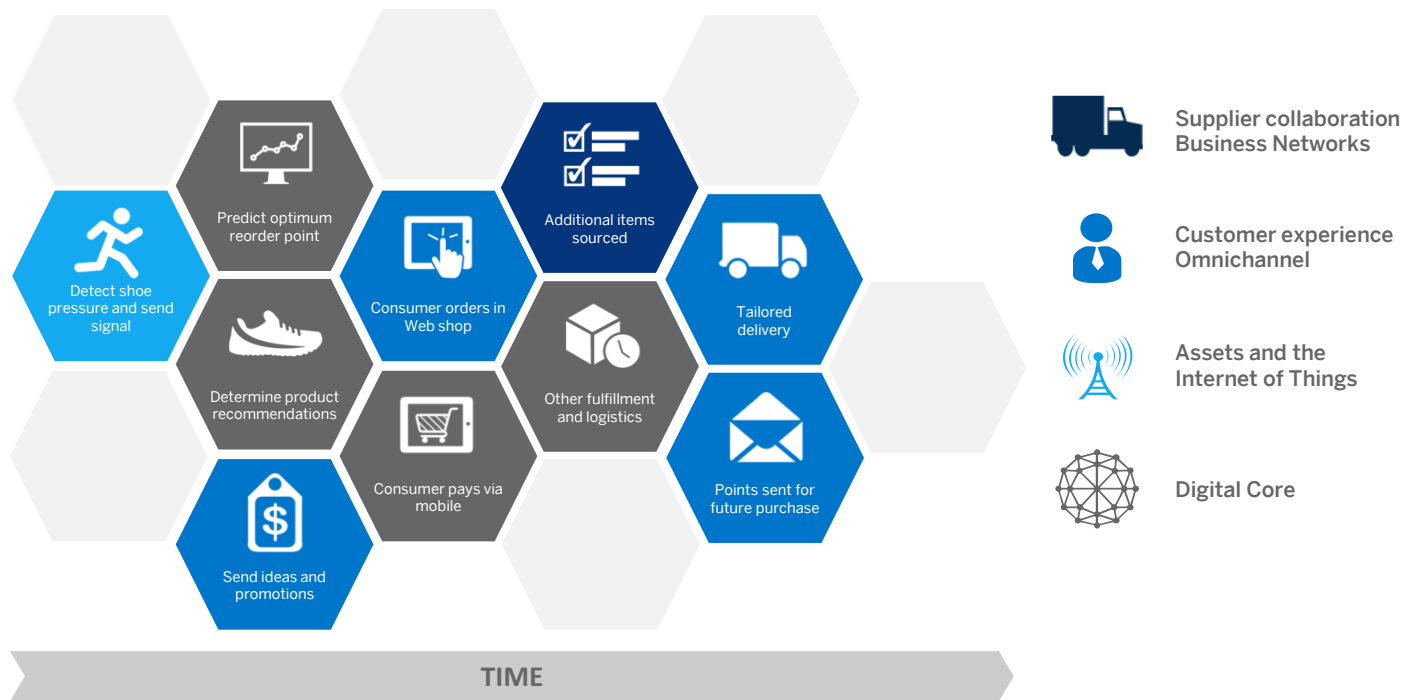 Predict optimum
reorder point
Additional items
sourced
Detect shoe
pressure and send
signal
Consumer orders in
Web shop
Tailored
delivery
Determine product
recommendations
Other fulfillment
and logistics
Consumer pays via
mobile
Points sent for
future purchase
$
Send ideas and
promotions
TIME
Supplier collaboration
Business Networks
Customer experience
Omnichannel
Assets and the
Internet of Things
Digital Core